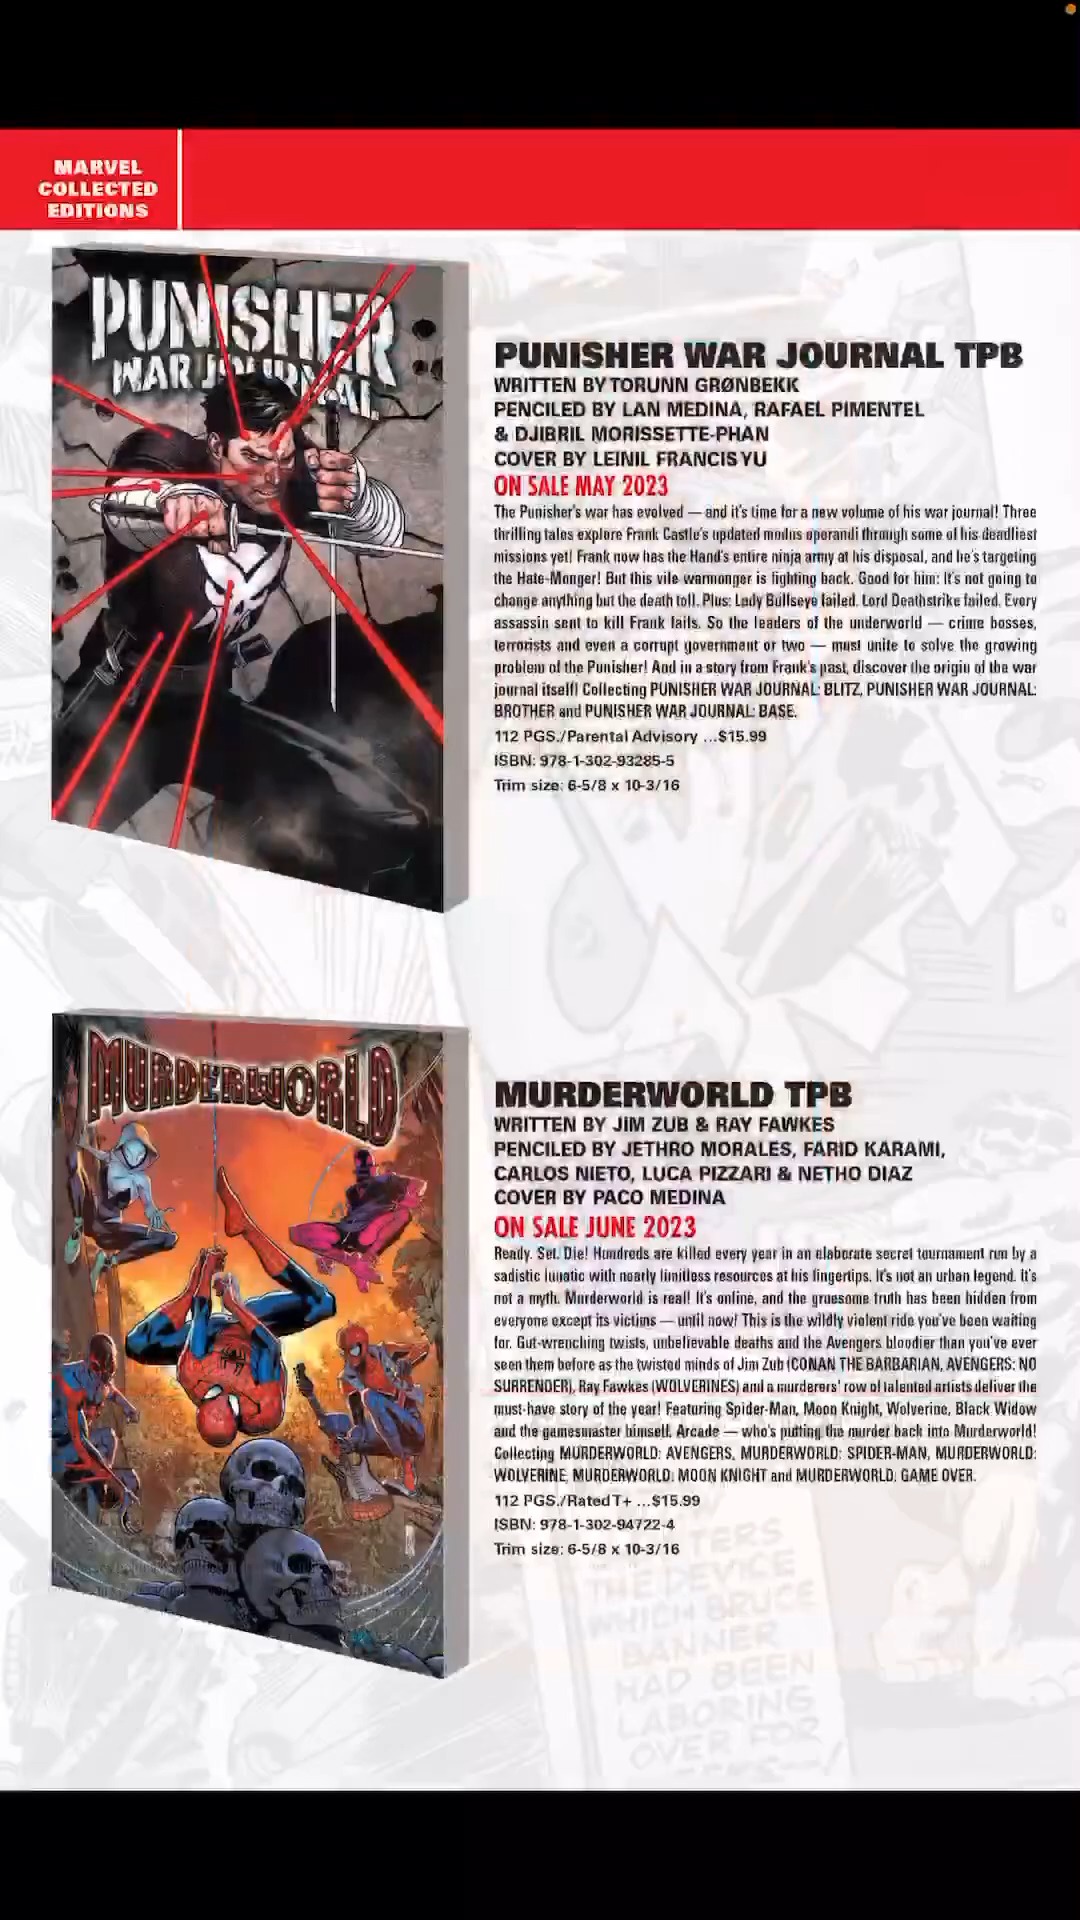 MARVEL
COLLECTED
EDITIONS
PUNISHER
WAR JOURNAL
PUNISHER WAR JOURNAL TPB
WRITTEN BY TORUNN GRØNBEKK
PENCILED BY LAN MEDINA, RAFAEL PIMENTEL
& DJIBRIL MORISSETTE-PHAN
COVER BY LEINIL FRANCIS YU
ON SALE MAY 2023
The Punisher's war has evolved — and it's time for a new volume of his war journal! Three
thrilling tales explore Frank Castle's updated modus operandi through some of his deadliest
missions yet! Frank now has the Hand's entire ninja army at his disposal, and he's targeting
the Hate-Monger! But this vile warmonger is fighting back. Good for him: It's not going to
change anything but the death toll. Plus: Lady Bullseye failed. Lord Deathstrike failed. Every
assassin sent to kill Frank fails. So the leaders of the underworld — crime bosses,
terrorists and even a corrupt government or two — must unite to solve the growing
problem of the Punisher! And in a story from Frank's past, discover the origin of the war
journal itself! Collecting PUNISHER WAR JOURNAL: BLITZ, PUNISHER WAR JOURNAL:
BROTHER and PUNISHER WAR JOURNAL: BASE.
112 PGS./Parental Advisory ...$15.99
ISBN: 978-1-302-93285-5
Trim size: 6-5/8 x 10-3/16
MURDERWORLD
MURDERWORLD TPB
WRITTEN BY JIM ZUB & RAY FAWKES
PENCILED BY JETHRO MORALES, FARID KARAMI,
CARLOS NIETO, LUCA PIZZARI & NETHO DIAZ
COVER BY PACO MEDINA
ON SALE JUNE 2023
Ready. Set. Die! Hundreds are killed every year in an elaborate secret tournament run by a
sadistic lunatic with nearly limitless resources at his fingertips. It's not an urban legend. It's
not a myth. Murderworld is real! It's online, and the gruesome truth has been hidden from
everyone except its victims — until now! This is the wildly violent ride you've been waiting
for. Gut-wrenching twists, unbelievable deaths and the Avengers bloodier than you've ever
seen them before as the twisted minds of Jim Zub (CONAN THE BARBARIAN, AVENGERS: NO
SURRENDER), Ray Fawkes (WOLVERINES) and a murderers' row of talented artists deliver the
must-have story of the year! Featuring Spider-Man, Moon Knight, Wolverine, Black Widow
and the gamesmaster himself, Arcade — who's putting the murder back into Murderworld!
Collecting MURDERWORLD: AVENGERS, MURDERWORLD: SPIDER-MAN, MURDERWORLD:
WOLVERINE, MURDERWORLD: MOON KNIGHT and MURDERWORLD: GAME OVER.
112 PGS./Rated T+ ...$15.99
ISBN: 978-1-302-94722-4
Trim size: 6-5/8 x 10-3/16
THE DEVICE
WHICH BRUCE
BANNER
HAD BEEN
LABORING
OVER FOR